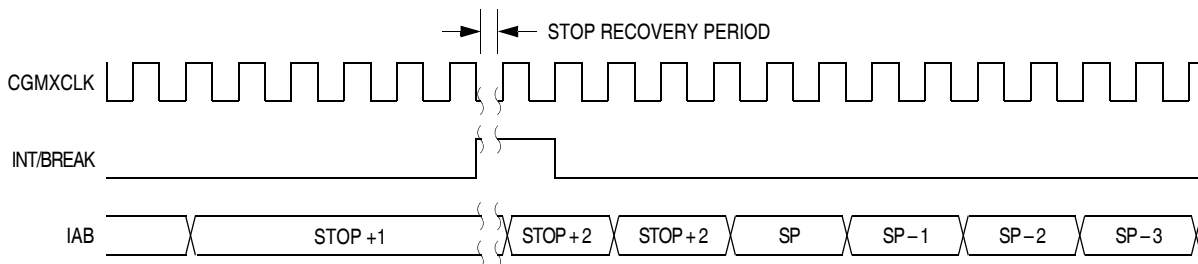 STOP RECOVERY PERIOD
CGMXCLK
INT/BREAK
IAB
STOP +1
STOP + 2
STOP + 2
SP
SP – 1
SP – 2
SP – 3